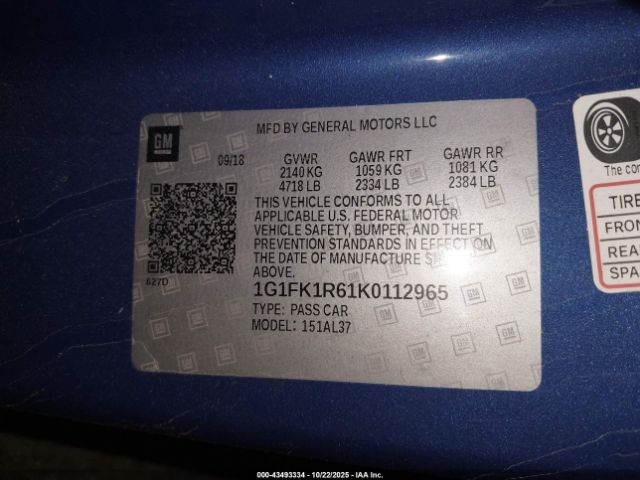 GM
MFD BY GENERAL MOTORS LLC
09/18 GVWR GAWR FRT GAWR RR
2140 KG 1059 KG 1081 KG
4718 LB 2334 LB 2384 LB
THIS VEHICLE CONFORMS TO ALL
APPLICABLE U.S. FEDERAL MOTOR
VEHICLE SAFETY, BUMPER, AND THEFT
PREVENTION STANDARDS IN EFFECT ON
THE DATE OF MANUFACTURE
ABOVE.
627D
1G1FK1R61K0112965
TYPE: PASS CAR
MODEL: 151AL37
The con
TIRE
FRON
REA
SP
000-43493334 | 10/22/2025 | IAA Inc.